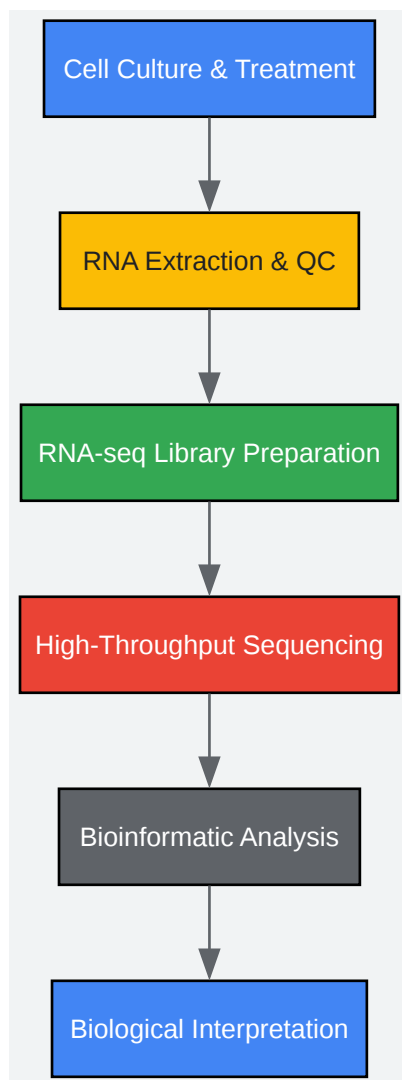 Cell Culture & Treatment
RNA Extraction & QC
RNA-seq Library Preparation
High-Throughput Sequencing
Bioinformatic Analysis
Biological Interpretation